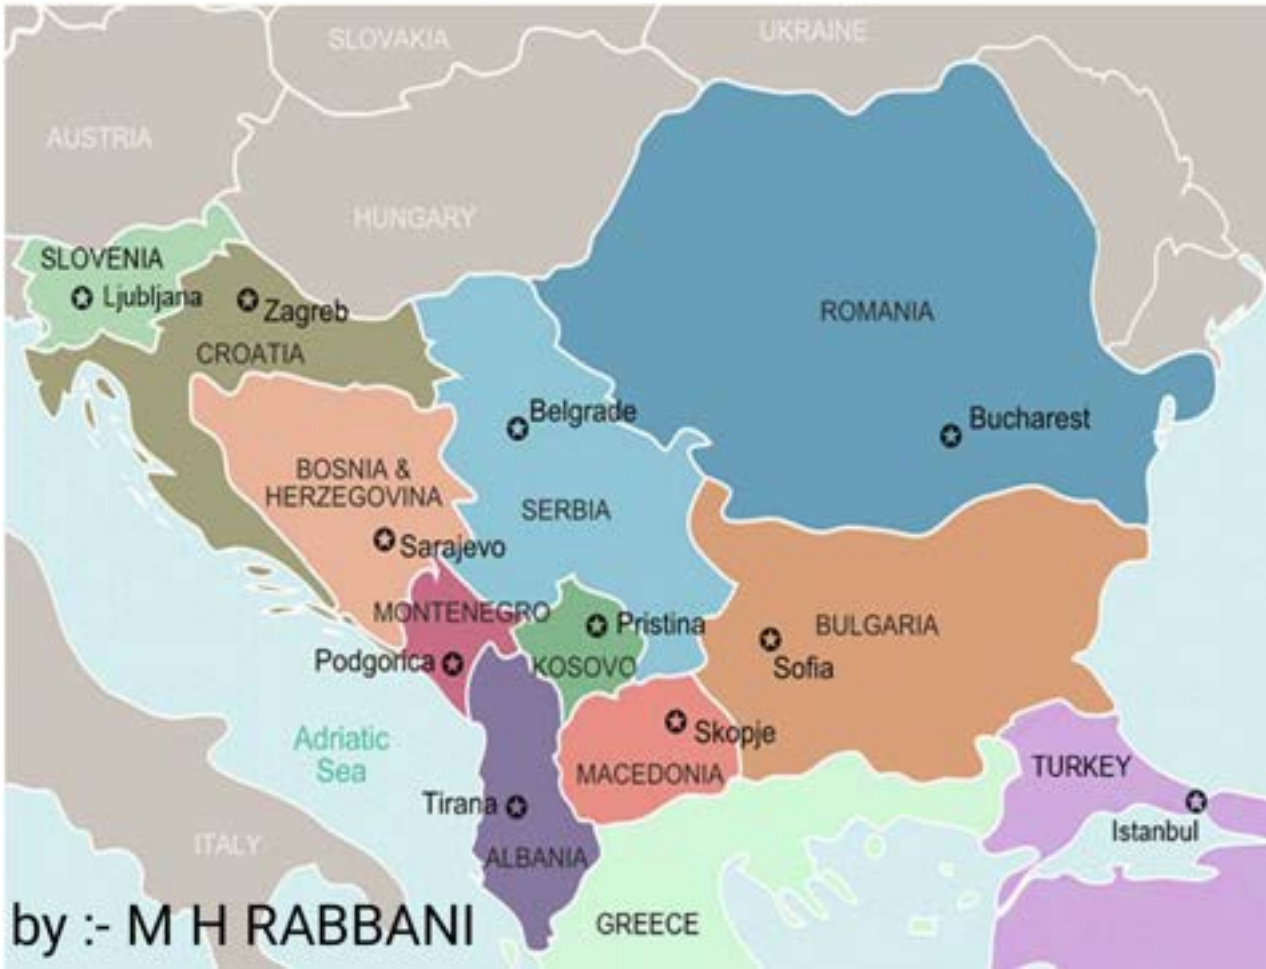 SLOVAKIA
UKRAINE
AUSTRIA
HUNGARY
SLOVENIA
Ljubljana
Zagreb
CROATIA
ROMANIA
Belgrade
Bucharest
BOSNIA &
HERZEGOVINA
SERBIA
Sarajevo
MONTENEGRO
Pristina
BULGARIA
Podgorica
KOSOVO
Sofia
Adriatic
Sea
Skopje
MACEDONIA
TURKEY
Tirana
Istanbul
ITALY
ALBANIA
GREECE
by :- M H RABBANI